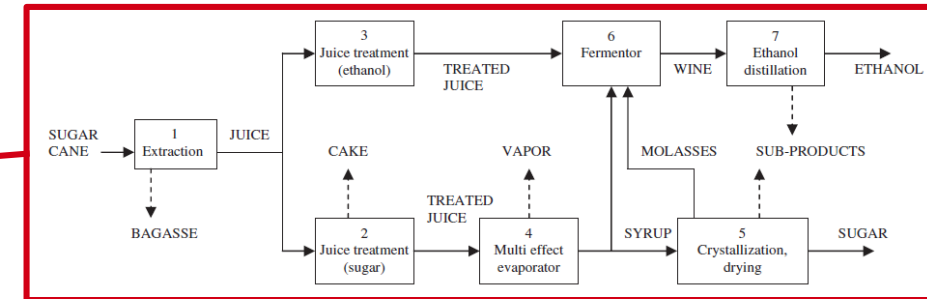 3
Juice treatment
(ethanol)
TREATED
JUICE
6
Fermentor
WINE
7
Ethanol
distillation
ETHANOL
SUGAR
CANE
1
Extraction
JUICE
BAGASSE
CAKE
VAPOR
MOLASSES
SUB-PRODUCTS
2
Juice treatment
(sugar)
TREATED
JUICE
4
Multi effect
evaporator
SYRUP
5
Crystallization,
drying
SUGAR